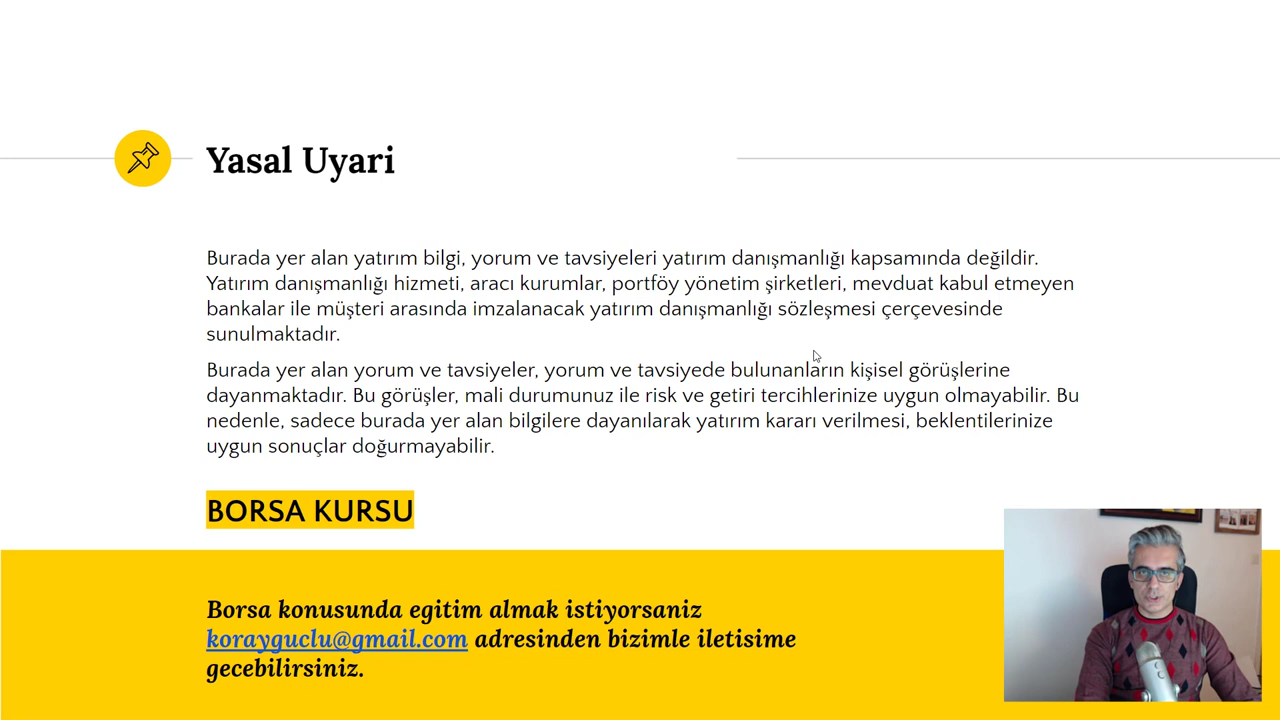 Yasal Uyari
Burada yer alan yatırım bilgi, yorum ve tavsiyeleri yatırım danışmanlığı kapsamında değildir.
Yatırım danışmanlığı hizmeti, aracı kurumlar, portföy yönetim şirketleri, mevduat kabul etmeyen
bankalar ile müşteri arasında imzalanacak yatırım danışmanlığı sözleşmesi çerçevesinde
sunulmaktadır.
Burada yer alan yorum ve tavsiyeler, yorum ve tavsiyede bulunanların kişisel görüşlerine
dayanmaktadır. Bu görüşler, mali durumunuz ile risk ve getiri tercihlerinize uygun olmayabilir. Bu
nedenle, sadece burada yer alan bilgilere dayanılarak yatırım kararı verilmesi, beklentilerinize
uygun sonuçlar doğurmayabilir.
BORSA KURSU
Borsa konusunda egitim almak istiyorsaniz
korayguclu@gmail.com adresinden bizimle iletisime
gecebilirsiniz.